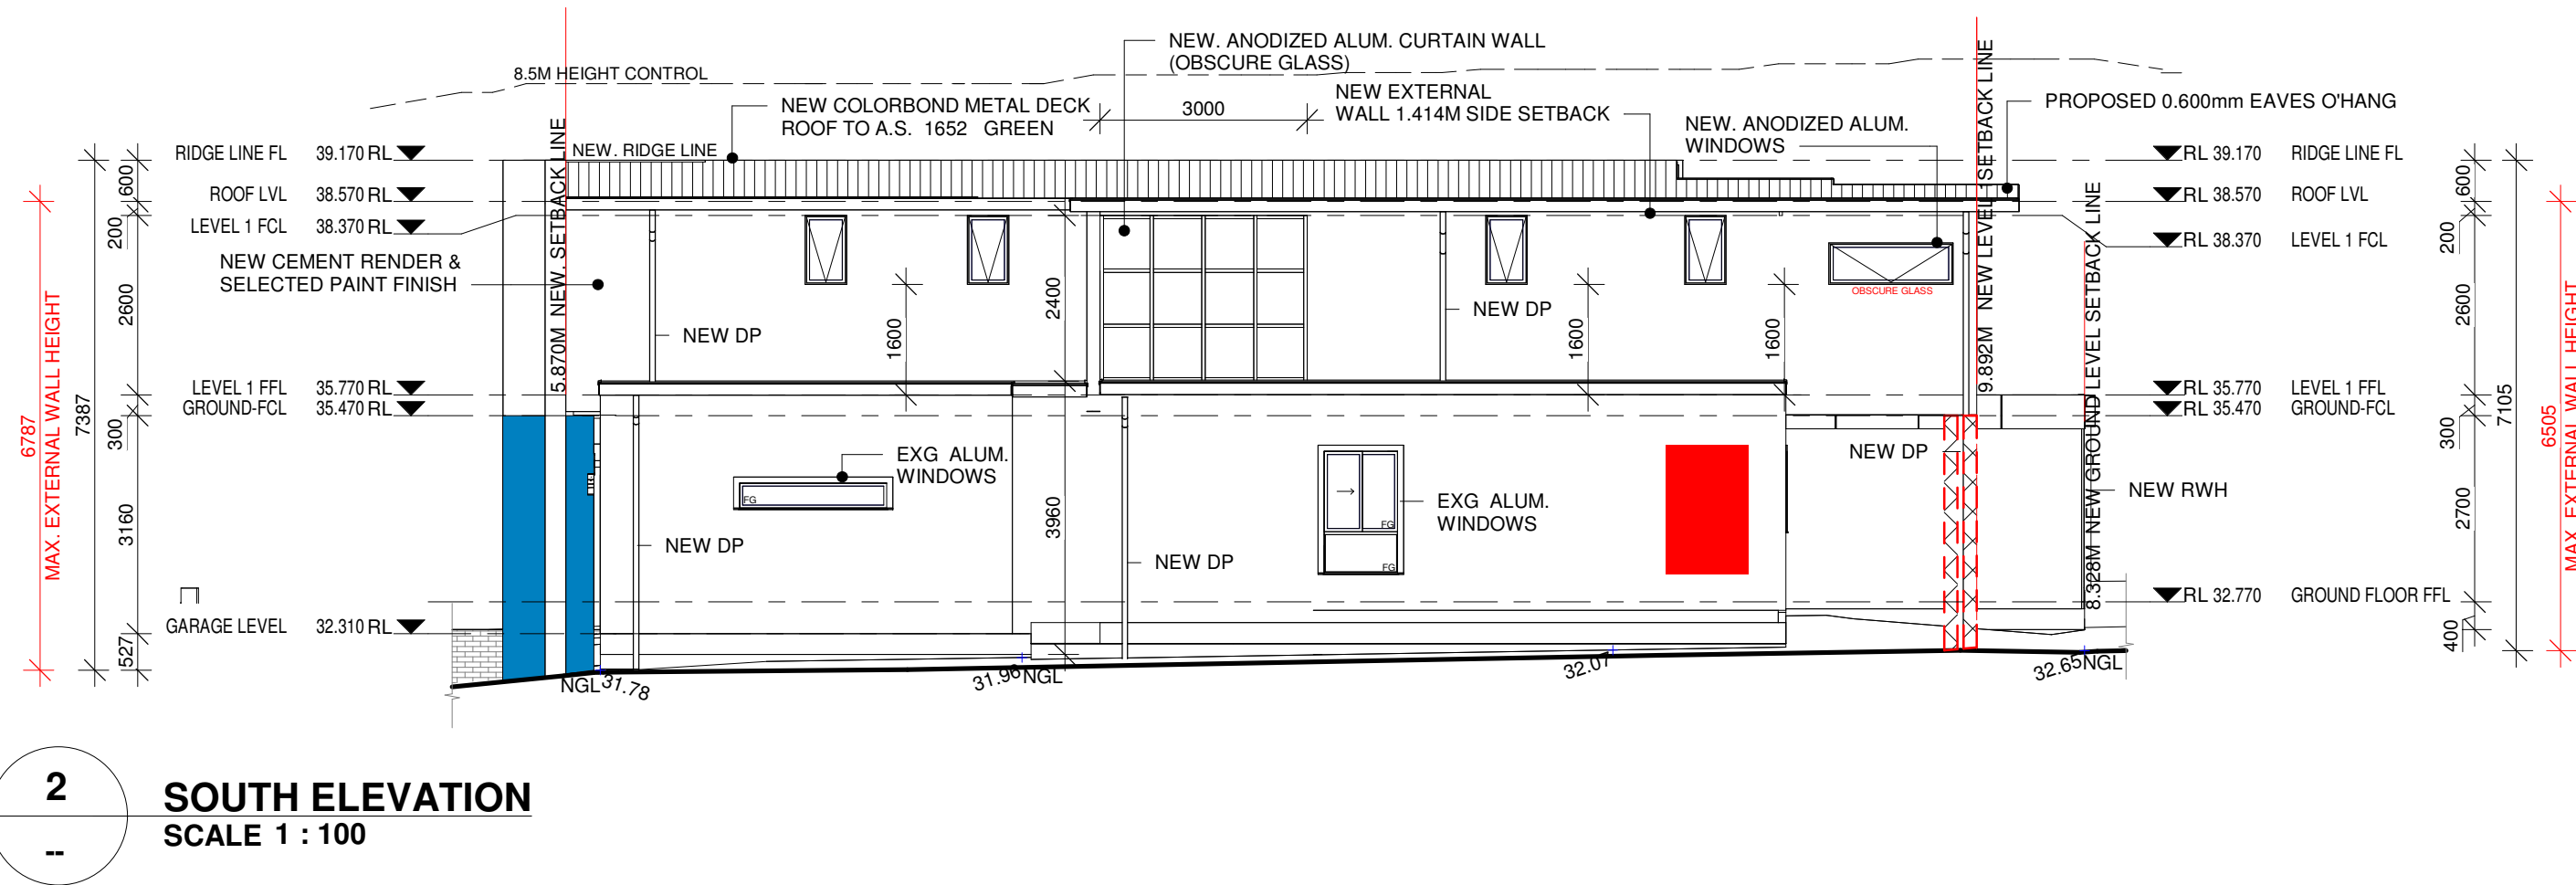 NEW. ANODIZED ALUM. CURTAIN WALL
(OBSCURE GLASS)
8.5M HEIGHT CONTROL
NEW COLORBOND METAL DECK
ROOF TO A.S. 1652 GREEN
3000
NEW EXTERNAL
WALL 1.414M SIDE SETBACK
NEW. ANODIZED ALUM.
WINDOWS
PROPOSED 0.600mm EAVES O'HANG
NEW. RIDGE LINE
RIDGE LINE FL 39.170 RL
ROOF LVL 38.570 RL
LEVEL 1 FCL 38.370 RL
NEW CEMENT RENDER &
SELECTED PAINT FINISH
LEVEL 1 FFL 35.770 RL
GROUND-FCL 35.470 RL
GARAGE LEVEL 32.310 RL
6787
MAX. EXTERNAL WALL HEIGHT
7387
600
200
2600
300
3160
527
5.870M NEW. SETBACK LINE
NEW DP
1600
2400
3960
NEW DP
1600
1600
OBSCURE GLASS
EXG ALUM.
WINDOWS
FG
NEW DP
NEW DP
EXG ALUM.
WINDOWS
FG
FG
NEW DP
NEW RWH
9.892M NEW LEVEL 1SETBACK LINE
8.328M NEW GROUND LEVEL SETBACK LINE
RL 39.170 RIDGE LINE FL
RL 38.570 ROOF LVL
RL 38.370 LEVEL 1 FCL
RL 35.770 LEVEL 1 FFL
RL 35.470 GROUND-FCL
RL 32.770 GROUND FLOOR FFL
600
200
2600
300
2700
400
7105
6505
MAX. EXTERNAL WALL HEIGHT
NGL 31.78
31.96 NGL
32.07
32.65 NGL
2
--
SOUTH ELEVATION
SCALE 1 : 100